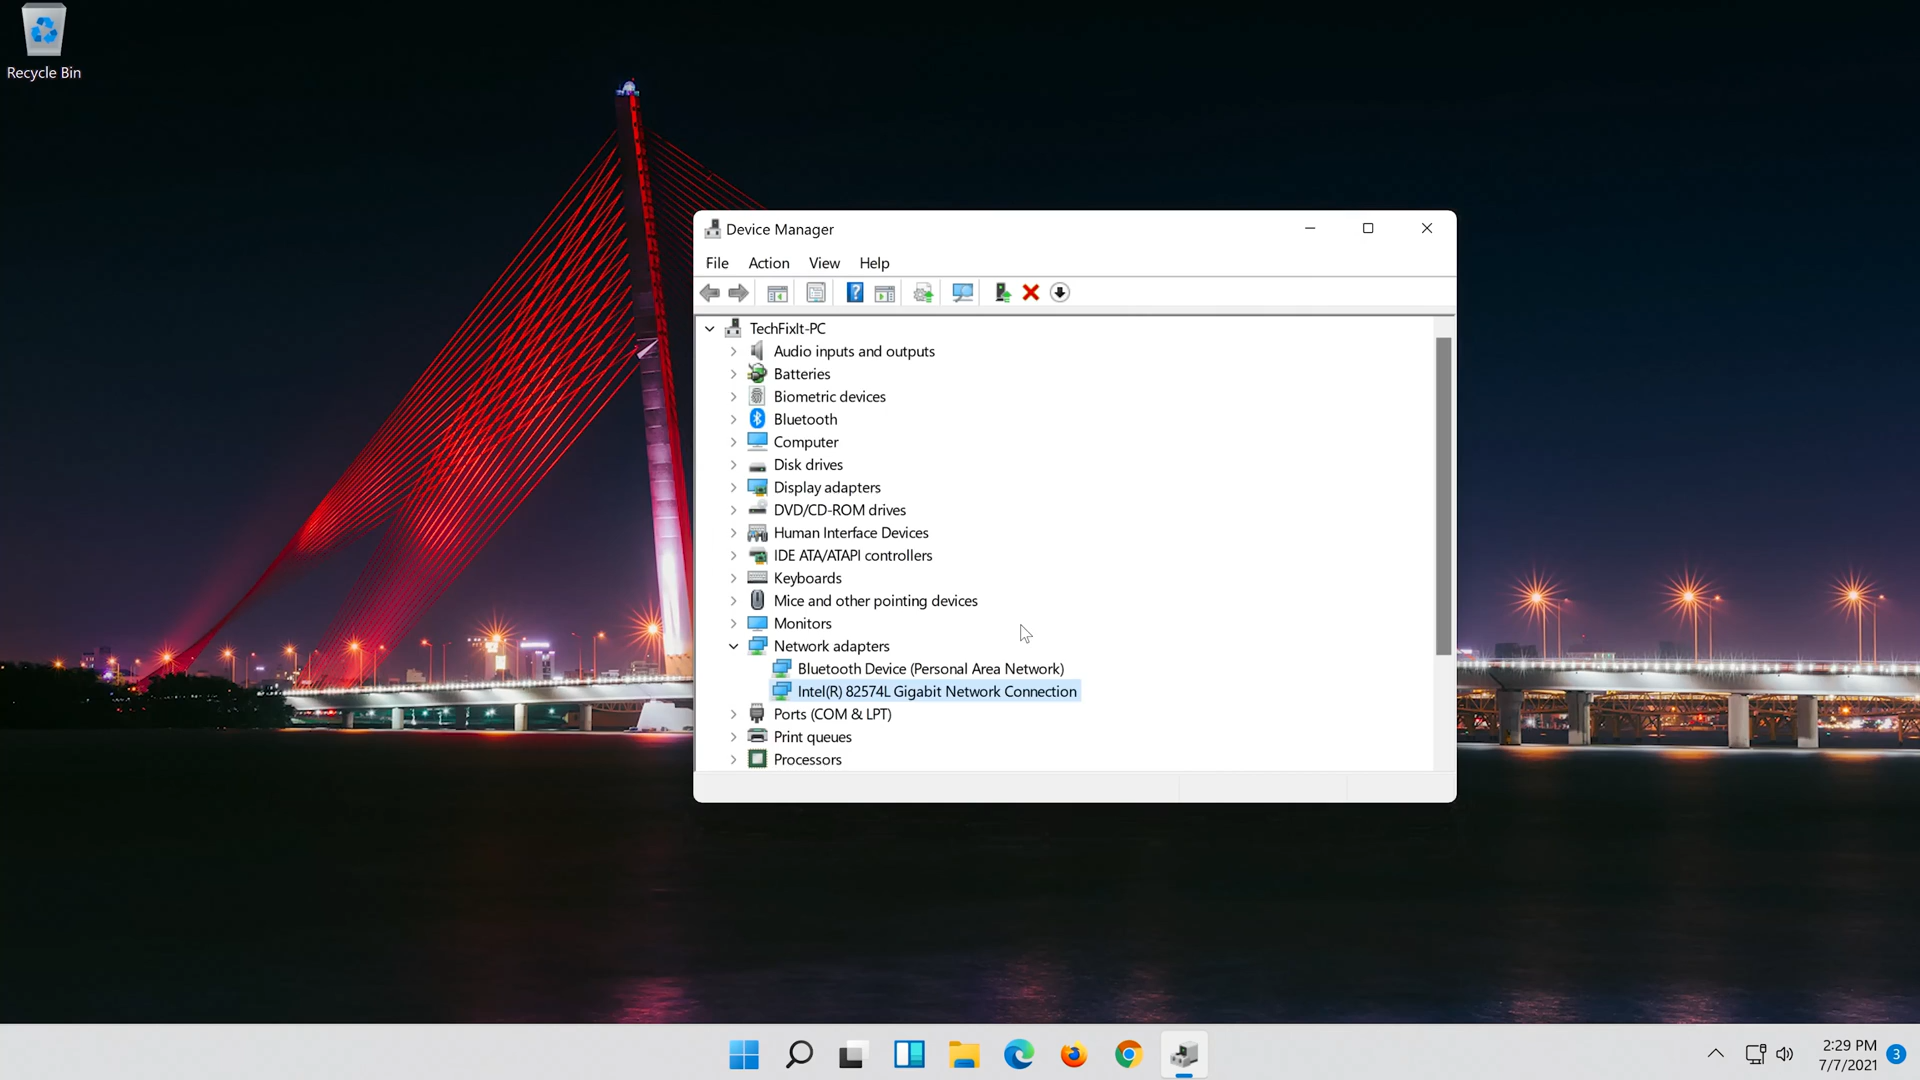 Recycle Bin
Device Manager
File Action View Help
TechFixIt-PC
Audio inputs and outputs
Batteries
Biometric devices
Bluetooth
Computer
Disk drives
Display adapters
DVD/CD-ROM drives
Human Interface Devices
IDE ATA/ATAPI controllers
Keyboards
Mice and other pointing devices
Monitors
Network adapters
Bluetooth Device (Personal Area Network)
Intel(R) 82574L Gigabit Network Connection
Ports (COM & LPT)
Print queues
Processors
2:29 PM
7/7/2021
3